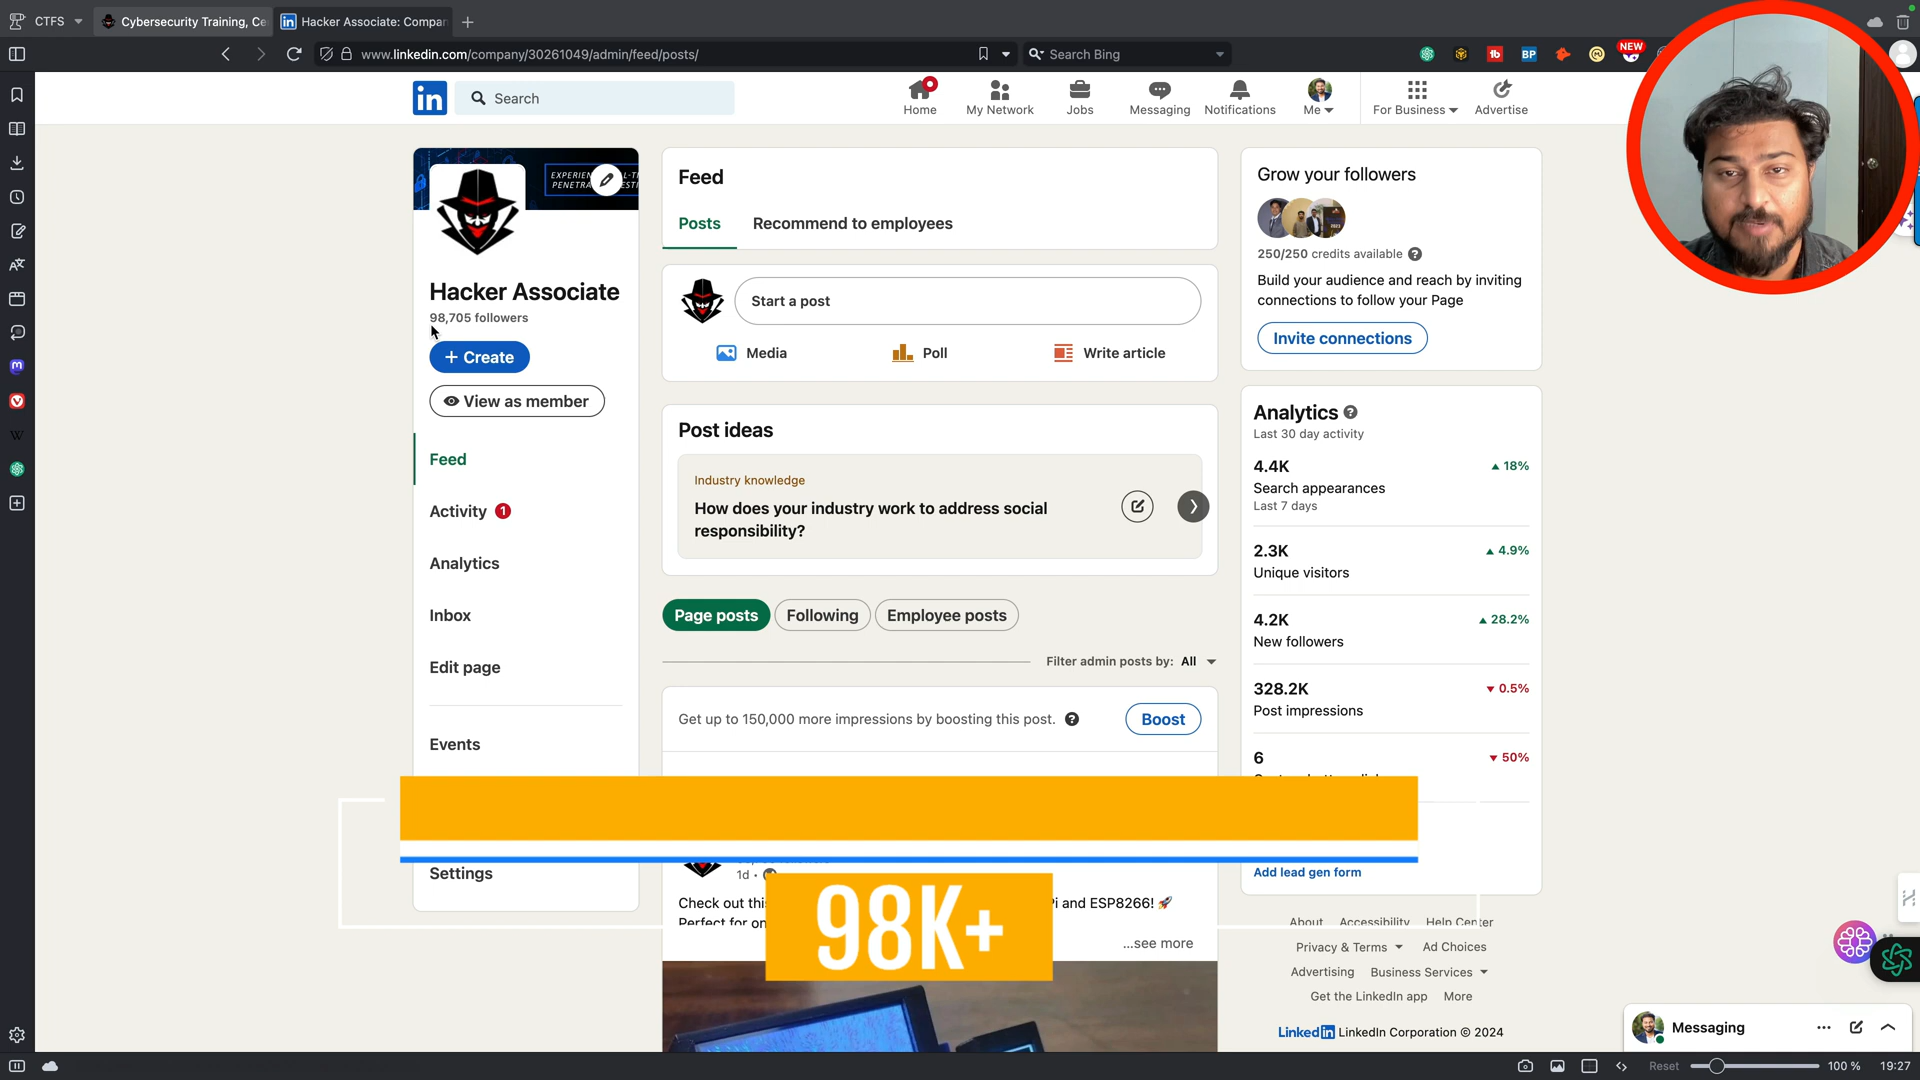 CTFS
Cybersecurity Training, Ce
Hacker Associate: Compan
www.linkedin.com/company/30261049/admin/feed/posts/
Search Bing
BP
NEW
in
Search
Home
My Network
Jobs
Messaging
Notifications
Me
For Business
Advertise
Hacker Associate
98,705 followers
+ Create
View as member
Feed
Activity 1
Analytics
Inbox
Edit page
Events
Settings
Feed
Posts
Recommend to employees
Start a post
Media
Poll
Write article
Post ideas
Industry knowledge
How does your industry work to address social
responsibility?
Page posts
Following
Employee posts
Filter admin posts by: All
Get up to 150,000 more impressions by boosting this post.
Boost
1d •
Check out thi
i and ESP8266! 🚀
Perfect for on
...see more
98K+
Grow your followers
250/250 credits available
Build your audience and reach by inviting
connections to follow your Page
Invite connections
Analytics
Last 30 day activity
4.4K
18%
Search appearances
Last 7 days
2.3K
4.9%
Unique visitors
4.2K
28.2%
New followers
328.2K
0.5%
Post impressions
6
50%
Add lead gen form
About
Accessibility
Help Center
Privacy & Terms
Ad Choices
Advertising
Business Services
Get the LinkedIn app
More
LinkedIn LinkedIn Corporation © 2024
Messaging
Reset
100 %
19:27